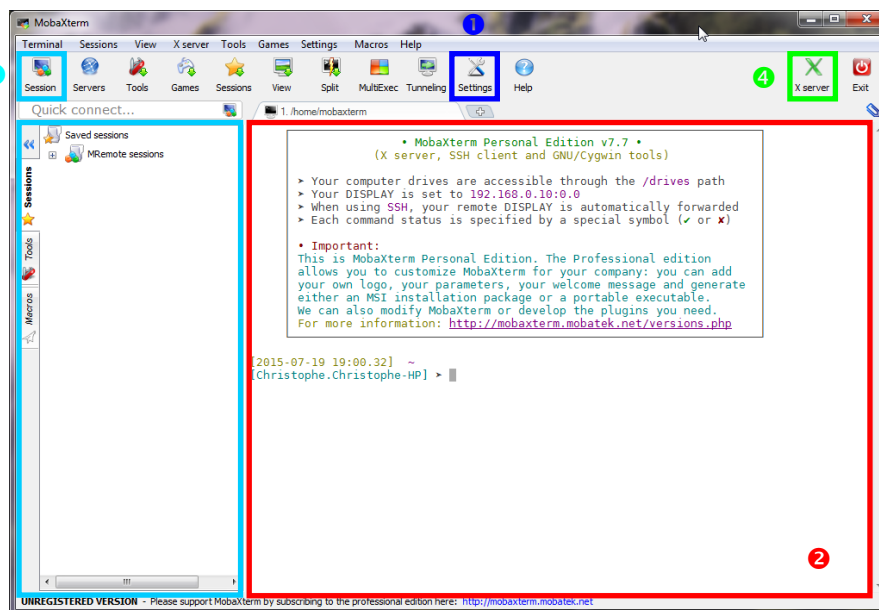 MobaXterm
❶
Terminal Sessions View X server Tools Games Settings Macros Help
❹
Session Servers Tools Games Sessions View Split MultiExec Tunneling Settings Help X server Exit
Quick connect...
1. /home/mobaxterm
Saved sessions
MRemote sessions
Sessions
Tools
Macros
• MobaXterm Personal Edition v7.7 •
(X server, SSH client and GNU/Cygwin tools)
➤ Your computer drives are accessible through the /drives path
➤ Your DISPLAY is set to 192.168.0.10:0.0
➤ When using SSH, your remote DISPLAY is automatically forwarded
➤ Each command status is specified by a special symbol (✔ or ✘)
• Important:
This is MobaXterm Personal Edition. The Professional edition
allows you to customize MobaXterm for your company: you can add
your own logo, your parameters, your welcome message and generate
either an MSI installation package or a portable executable.
We can also modify MobaXterm or develop the plugins you need.
For more information: http://mobaxterm.mobatek.net/versions.php
[2015-07-19 19:00.32] ~
[Christophe.Christophe-HP] ➤
❷
UNREGISTERED VERSION - Please support MobaXterm by subscribing to the professional edition here: http://mobaxterm.mobatek.net